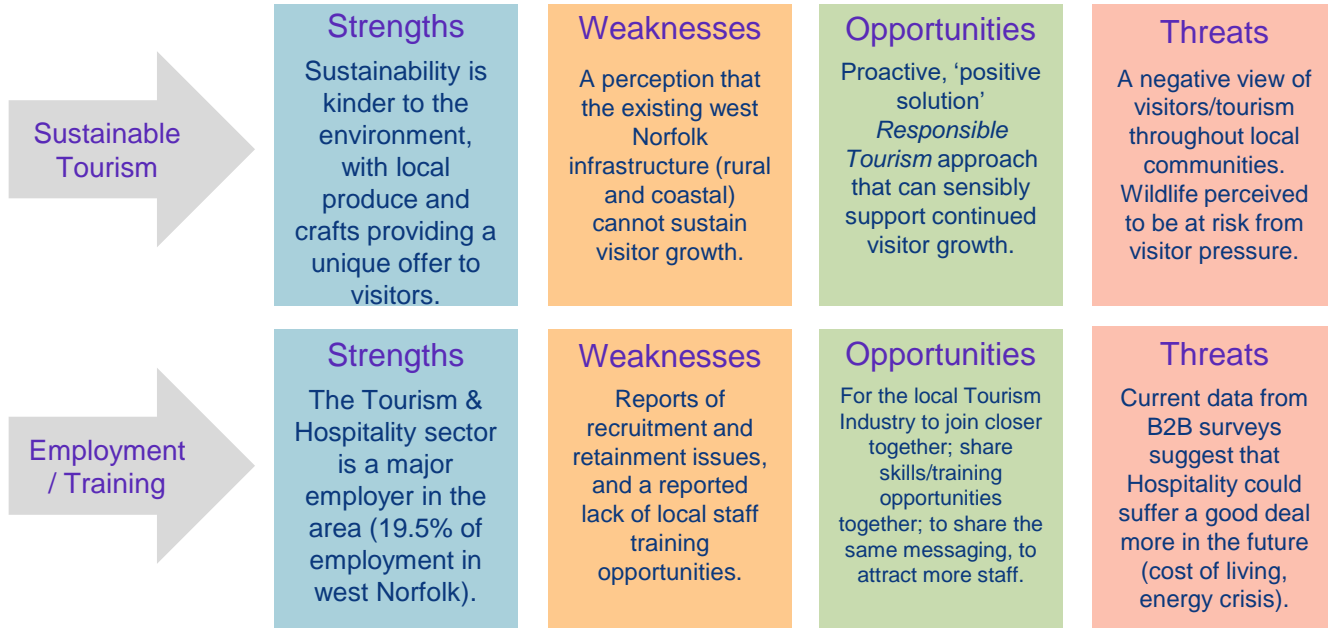 Sustainable
Tourism
Strengths
Sustainability is
kinder to the
environment,
with local
produce and
crafts providing a
unique offer to
visitors.
Weaknesses
A perception that
the existing west
Norfolk
infrastructure (rural
and coastal)
cannot sustain
visitor growth.
Opportunities
Proactive, ‘positive
solution’
Responsible
Tourism approach
that can sensibly
support continued
visitor growth.
Threats
A negative view of
visitors/tourism
throughout local
communities.
Wildlife perceived
to be at risk from
visitor pressure.
Employment
/ Training
Strengths
The Tourism &
Hospitality sector
is a major
employer in the
area (19.5% of
employment in
west Norfolk).
Weaknesses
Reports of
recruitment and
retainment issues,
and a reported
lack of local staff
training
opportunities.
Opportunities
For the local Tourism
Industry to join closer
together; share
skills/training
opportunities
together; to share the
same messaging, to
attract more staff.
Threats
Current data from
B2B surveys
suggest that
Hospitality could
suffer a good deal
more in the future
(cost of living,
energy crisis).